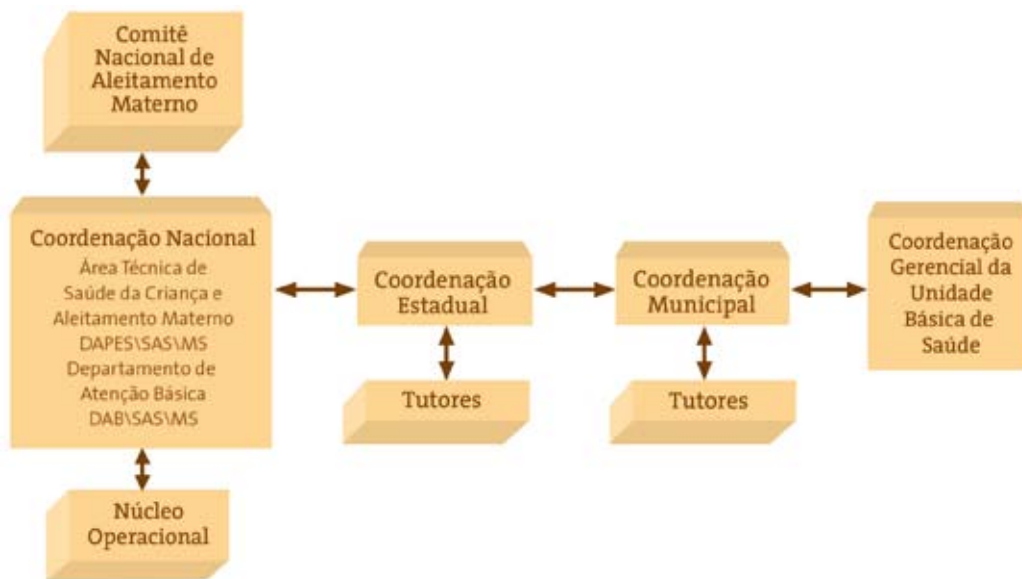 Comitê
Nacional de
Aleitamento
Materno
Coordenação Nacional
Área Técnica de
Saúde da Criança e
Aleitamento Materno
DAPES\SAS\MS
Departamento de
Atenção Básica
DAB\SAS\MS
Núcleo
Operacional
Coordenação
Estadual
Tutores
Coordenação
Municipal
Tutores
Coordenação
Gerencial da
Unidade
Básica de
Saúde